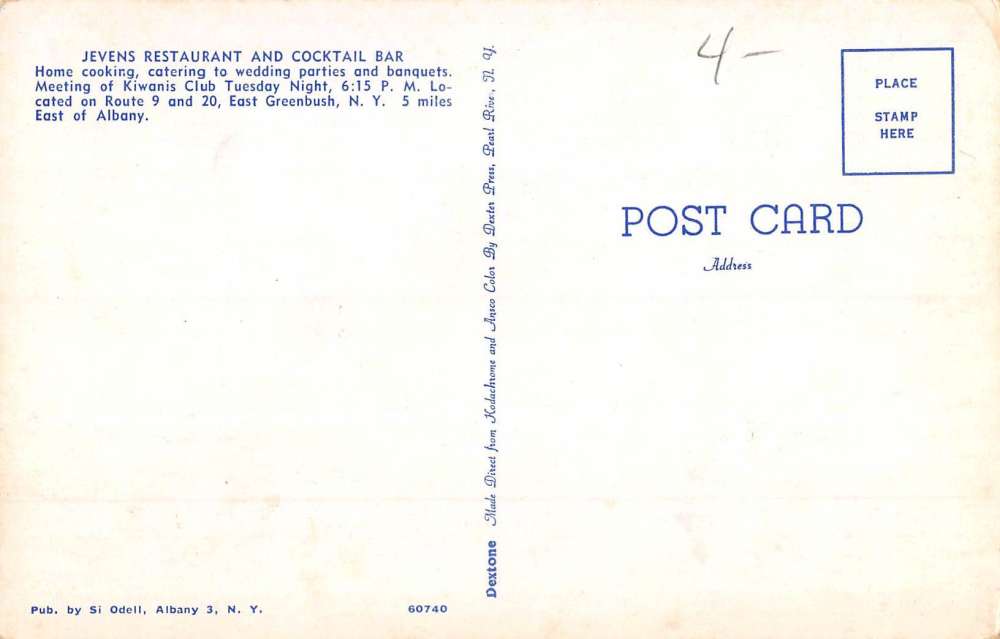 JEVENS RESTAURANT AND COCKTAIL BAR
Home cooking, catering to wedding parties and banquets.
Meeting of Kiwanis Club Tuesday Night, 6:15 P. M. Lo-
cated on Route 9 and 20, East Greenbush, N. Y. 5 miles
East of Albany.
Pub. by Si Odell, Albany 3, N. Y.
60740
Dextone Made Direct from Kodachrome and Ansco Color By Dexter Press, Pearl River, N. Y.
4-
PLACE
STAMP
HERE
POST CARD
Address